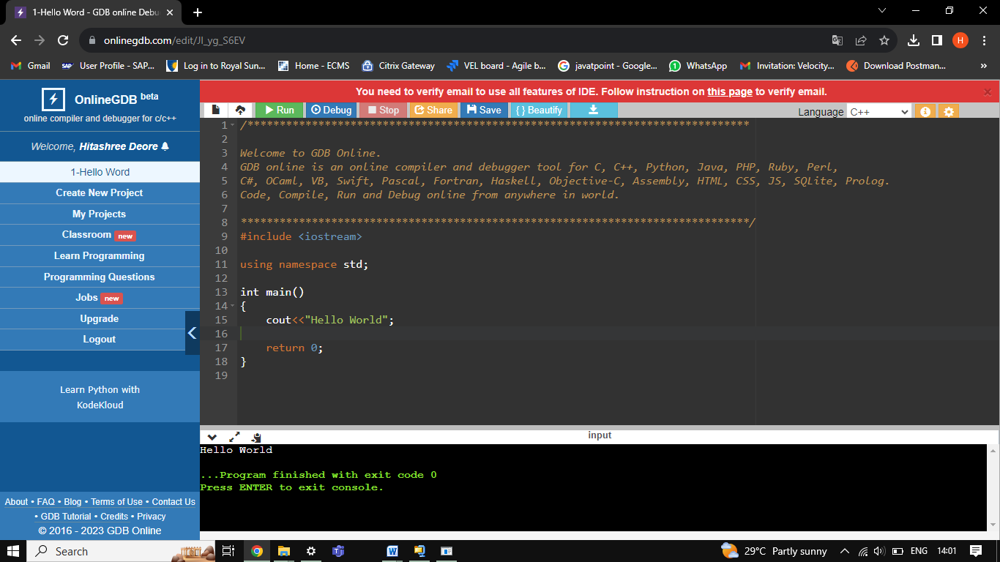 1-Hello Word - GDB online Debu
onlinegdb.com/edit/Jl_yg_S6EV
H
Gmail
SAP User Profile - SAP...
Log in to Royal Sun...
Home - ECMS
Citrix Gateway
VEL board - Agile b...
javatpoint - Google...
1 WhatsApp
Invitation: Velocity...
Download Postman...
»
OnlineGDB beta
online compiler and debugger for c/c++
Welcome, Hitashree Deore
1-Hello Word
Create New Project
My Projects
Classroom new
Learn Programming
Programming Questions
Jobs new
Upgrade
Logout
Learn Python with
KodeKloud
About • FAQ • Blog • Terms of Use • Contact Us
• GDB Tutorial • Credits • Privacy
© 2016 - 2023 GDB Online
You need to verify email to use all features of IDE. Follow instruction on this page to verify email.
Run Debug Stop Share Save { } Beautify
Language C++
1 /******************************************************************************
2
3 Welcome to GDB Online.
4 GDB online is an online compiler and debugger tool for C, C++, Python, Java, PHP, Ruby, Perl,
5 C#, OCaml, VB, Swift, Pascal, Fortran, Haskell, Objective-C, Assembly, HTML, CSS, JS, SQLite, Prolog.
6 Code, Compile, Run and Debug online from anywhere in world.
7
8 *******************************************************************************/
9 #include <iostream>
10
11 using namespace std;
12
13 int main()
14 {
15     cout<<"Hello World";
16
17     return 0;
18 }
19
input
Hello World
...Program finished with exit code 0
Press ENTER to exit console.
Search
29°C Partly sunny
ENG
14:01